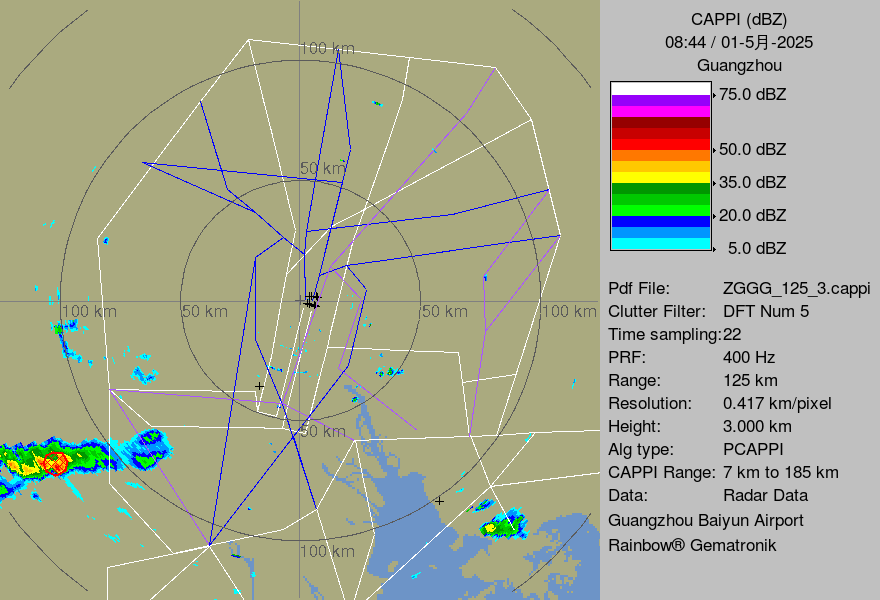 CAPPI (dBZ)
08:44 / 01-5月-2025
Guangzhou
75.0 dBZ
50.0 dBZ
35.0 dBZ
20.0 dBZ
5.0 dBZ
100 km
50 km
100 km
50 km
50 km
100 km
50 km
100 km
Pdf File: ZGGG_125_3.cappi
Clutter Filter: DFT Num 5
Time sampling:22
PRF: 400 Hz
Range: 125 km
Resolution: 0.417 km/pixel
Height: 3.000 km
Alg type: PCAPPI
CAPPI Range: 7 km to 185 km
Data: Radar Data
Guangzhou Baiyun Airport
Rainbow® Gematronik